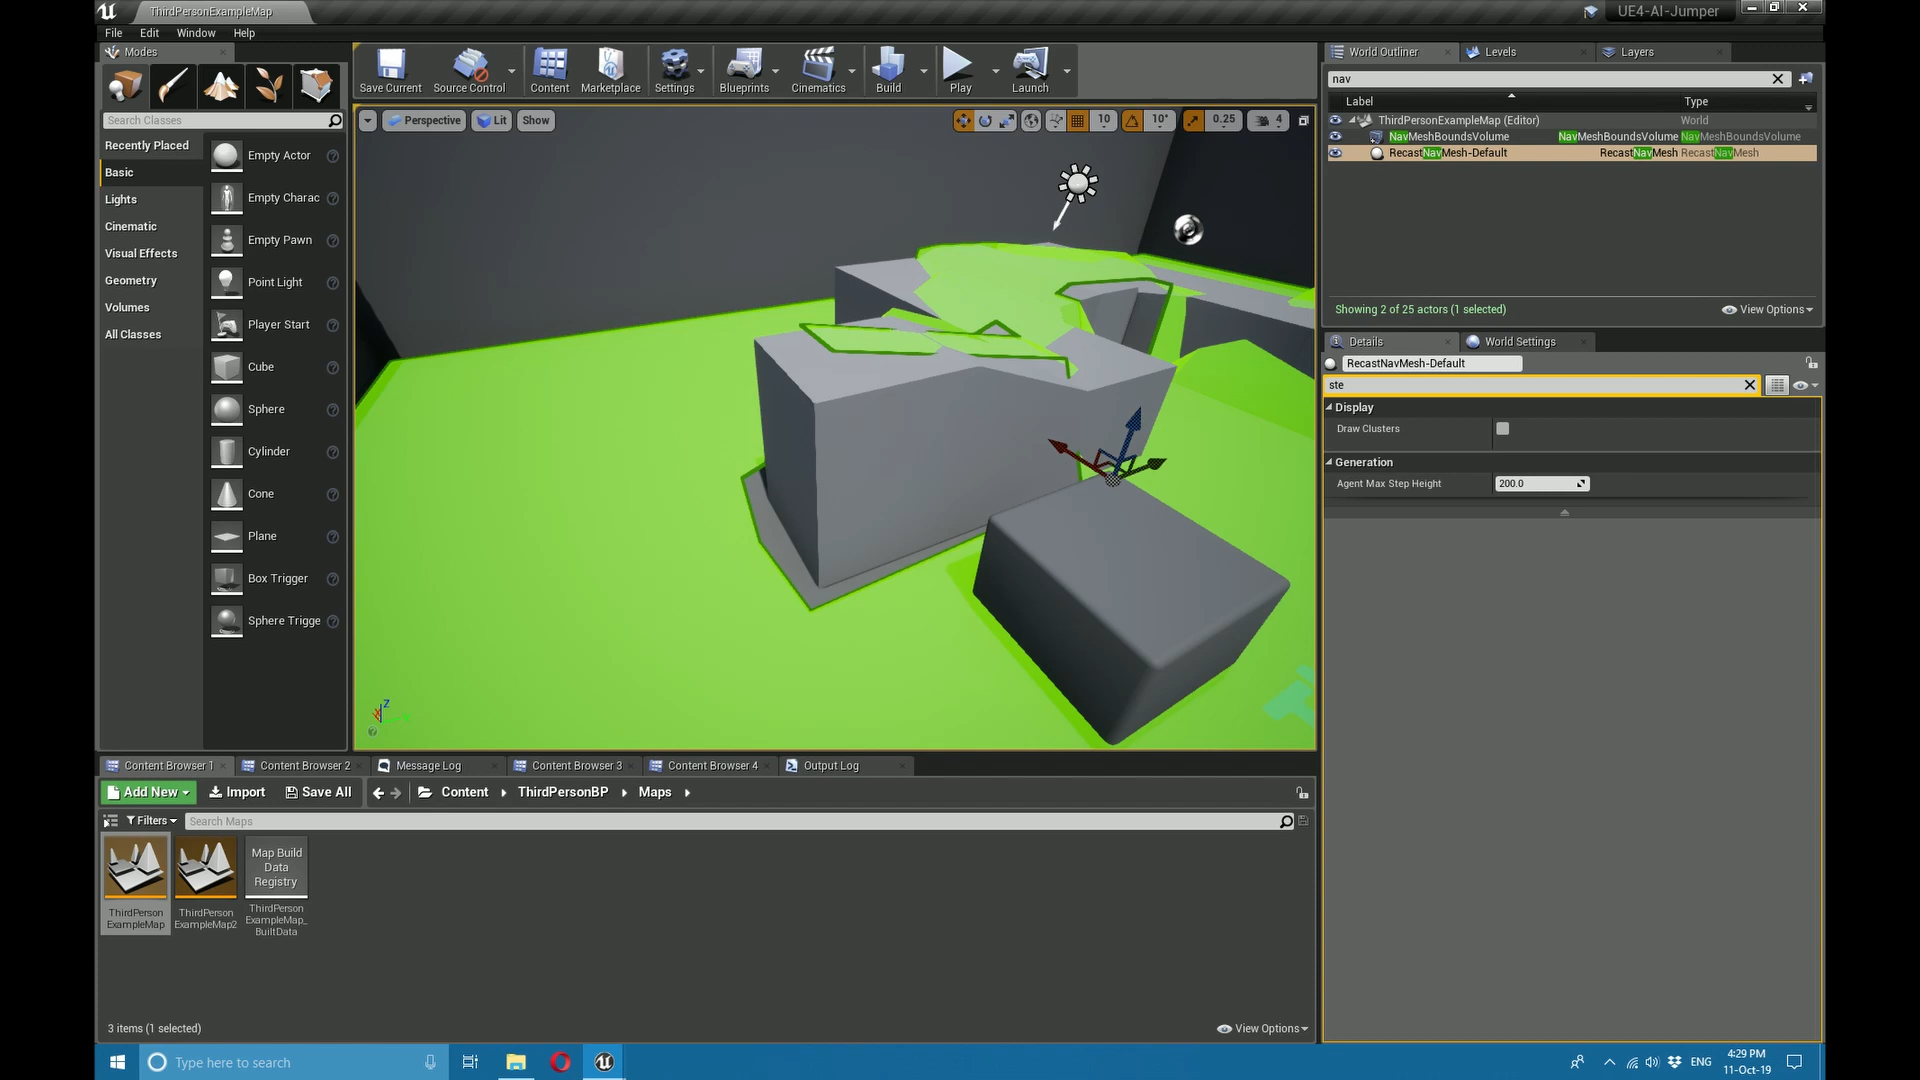 ThirdPersonExampleMap
UE4-AI-Jumper
File Edit Window Help
Modes
Search Classes
Recently Placed
Basic
Lights
Cinematic
Visual Effects
Geometry
Volumes
All Classes
Empty Actor
Empty Charac
Empty Pawn
Point Light
Player Start
Cube
Sphere
Cylinder
Cone
Plane
Box Trigger
Sphere Trigge
Save Current Source Control Content Marketplace Settings Blueprints Cinematics Build Play Launch
Perspective Lit Show 10 10° 0.25 4
Z
World Outliner Levels Layers
nav
Label Type
ThirdPersonExampleMap (Editor) World
NavMeshBoundsVolume NavMeshBoundsVolume NavMeshBoundsVolume
RecastNavMesh-Default RecastNavMesh RecastNavMesh
Showing 2 of 25 actors (1 selected) View Options
Details World Settings
RecastNavMesh-Default
ste
Display
Draw Clusters
Generation
Agent Max Step Height 200.0
Content Browser 1 Content Browser 2 Message Log Content Browser 3 Content Browser 4 Output Log
Add New Import Save All Content ThirdPersonBP Maps
Filters Search Maps
ThirdPerson
ExampleMap
ThirdPerson
ExampleMap2
Map Build
Data
Registry
ThirdPerson
ExampleMap_
BuiltData
3 items (1 selected) View Options
Type here to search
ENG
4:29 PM
11-Oct-19